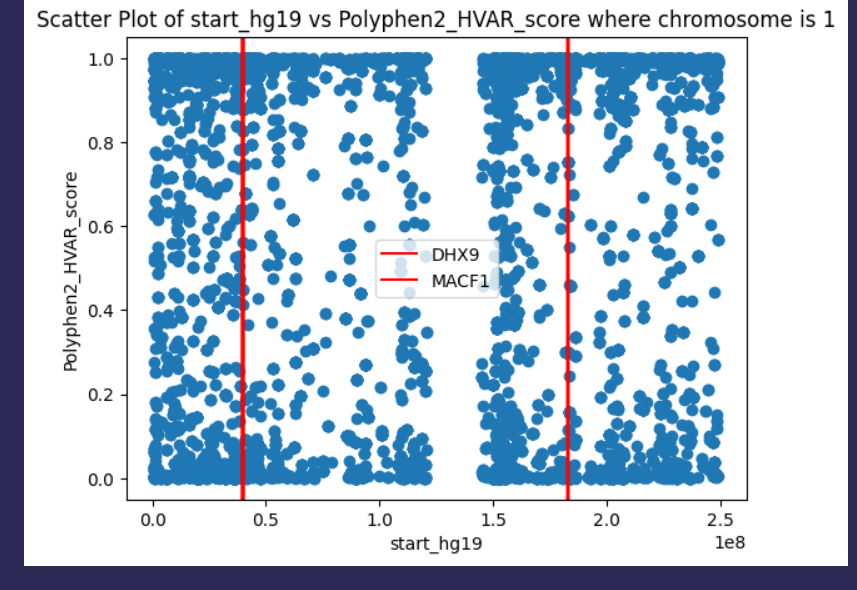 Scatter Plot of start_hg19 vs Polyphen2_HVAR_score where chromosome is 1
Polyphen2_HVAR_score
1.0
0.8
0.6
0.4
0.2
0.0
DHX9
MACF1
0.0 0.5 1.0 1.5 2.0 2.5
1e8
start_hg19